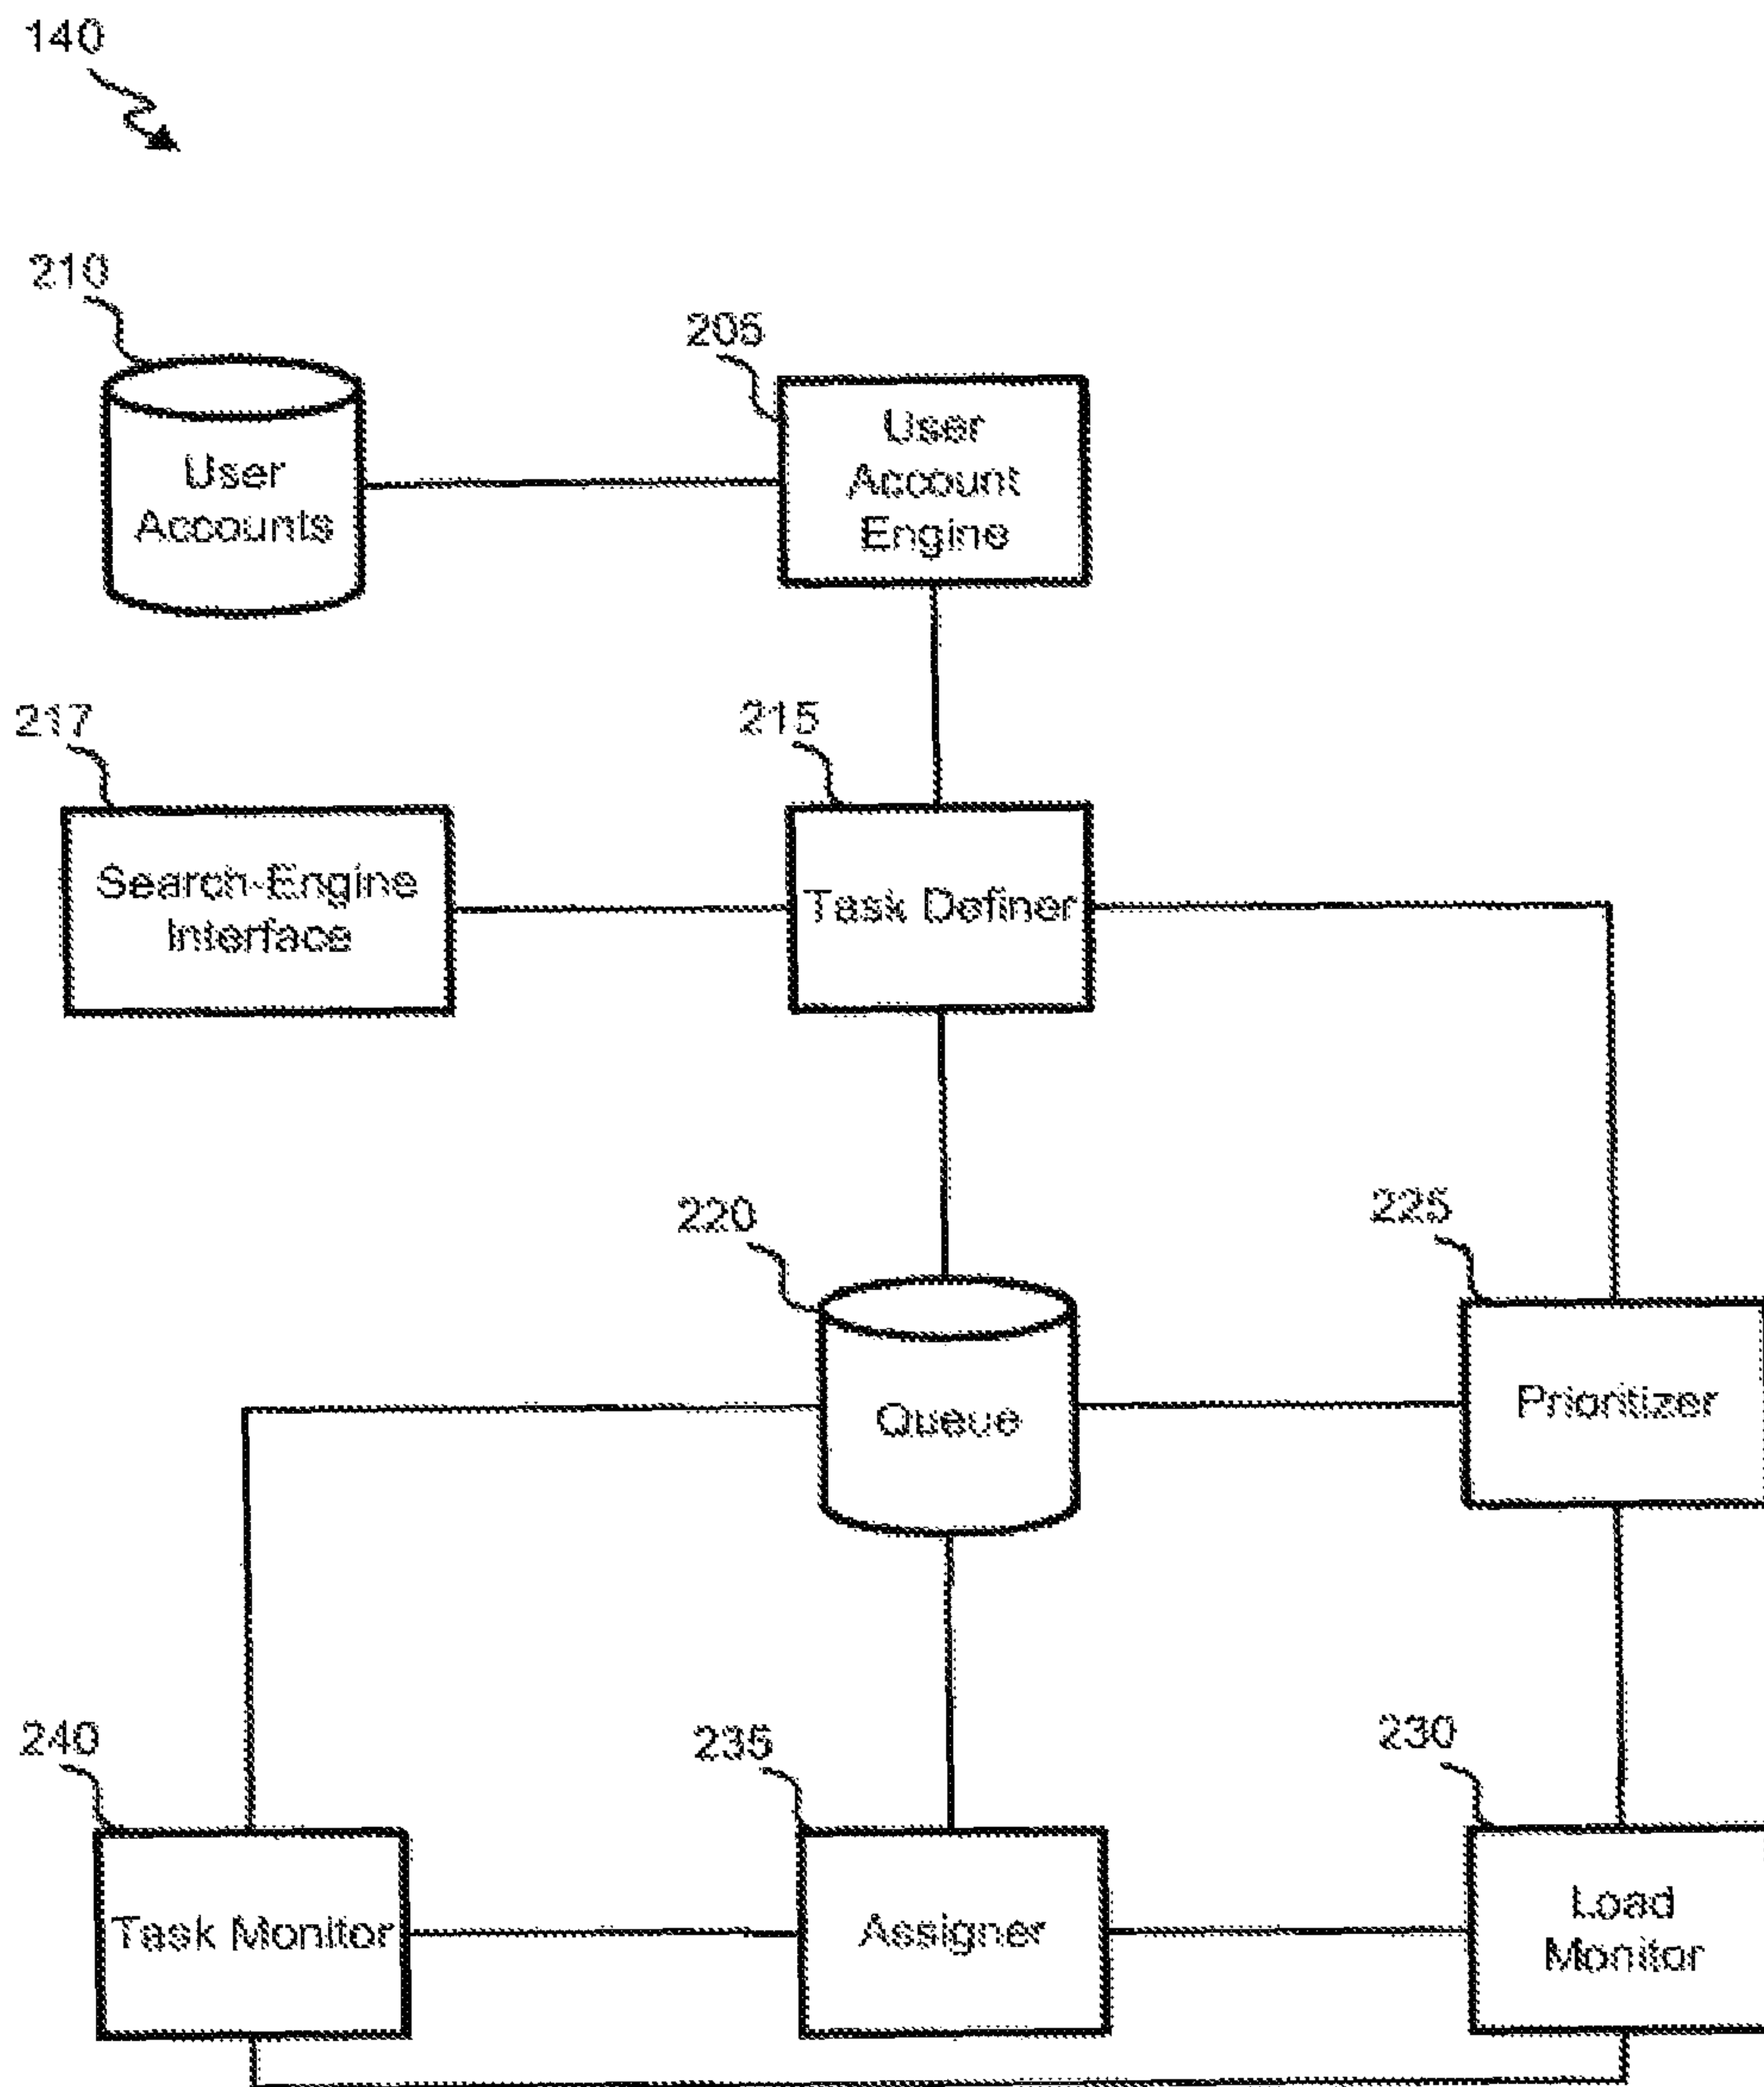 140
210
205
User
Account
Engine
User
Accounts
217
215
Search-Engine
Interface
Task Definer
220
225
Queue
Prioritizer
240
235
230
Task Monitor
Assigner
Load
Monitor